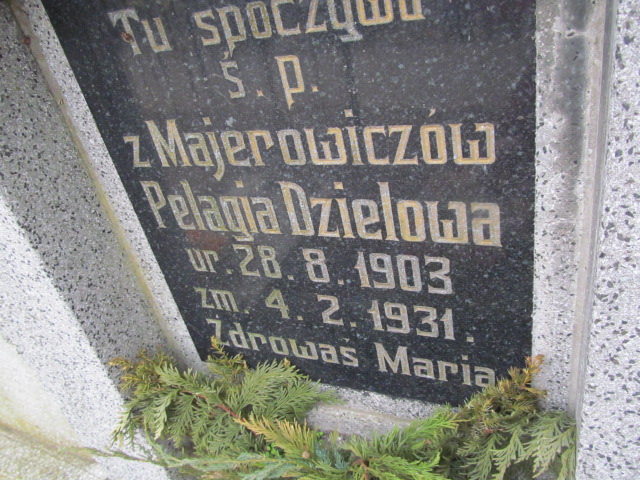 Tu spoczywa
Ś. p.
z Majerowiczów
Pelagia Dzielowa
ur. 28. 8. 1903
zm. 4. 2. 1931.
Zdrowaś Maria